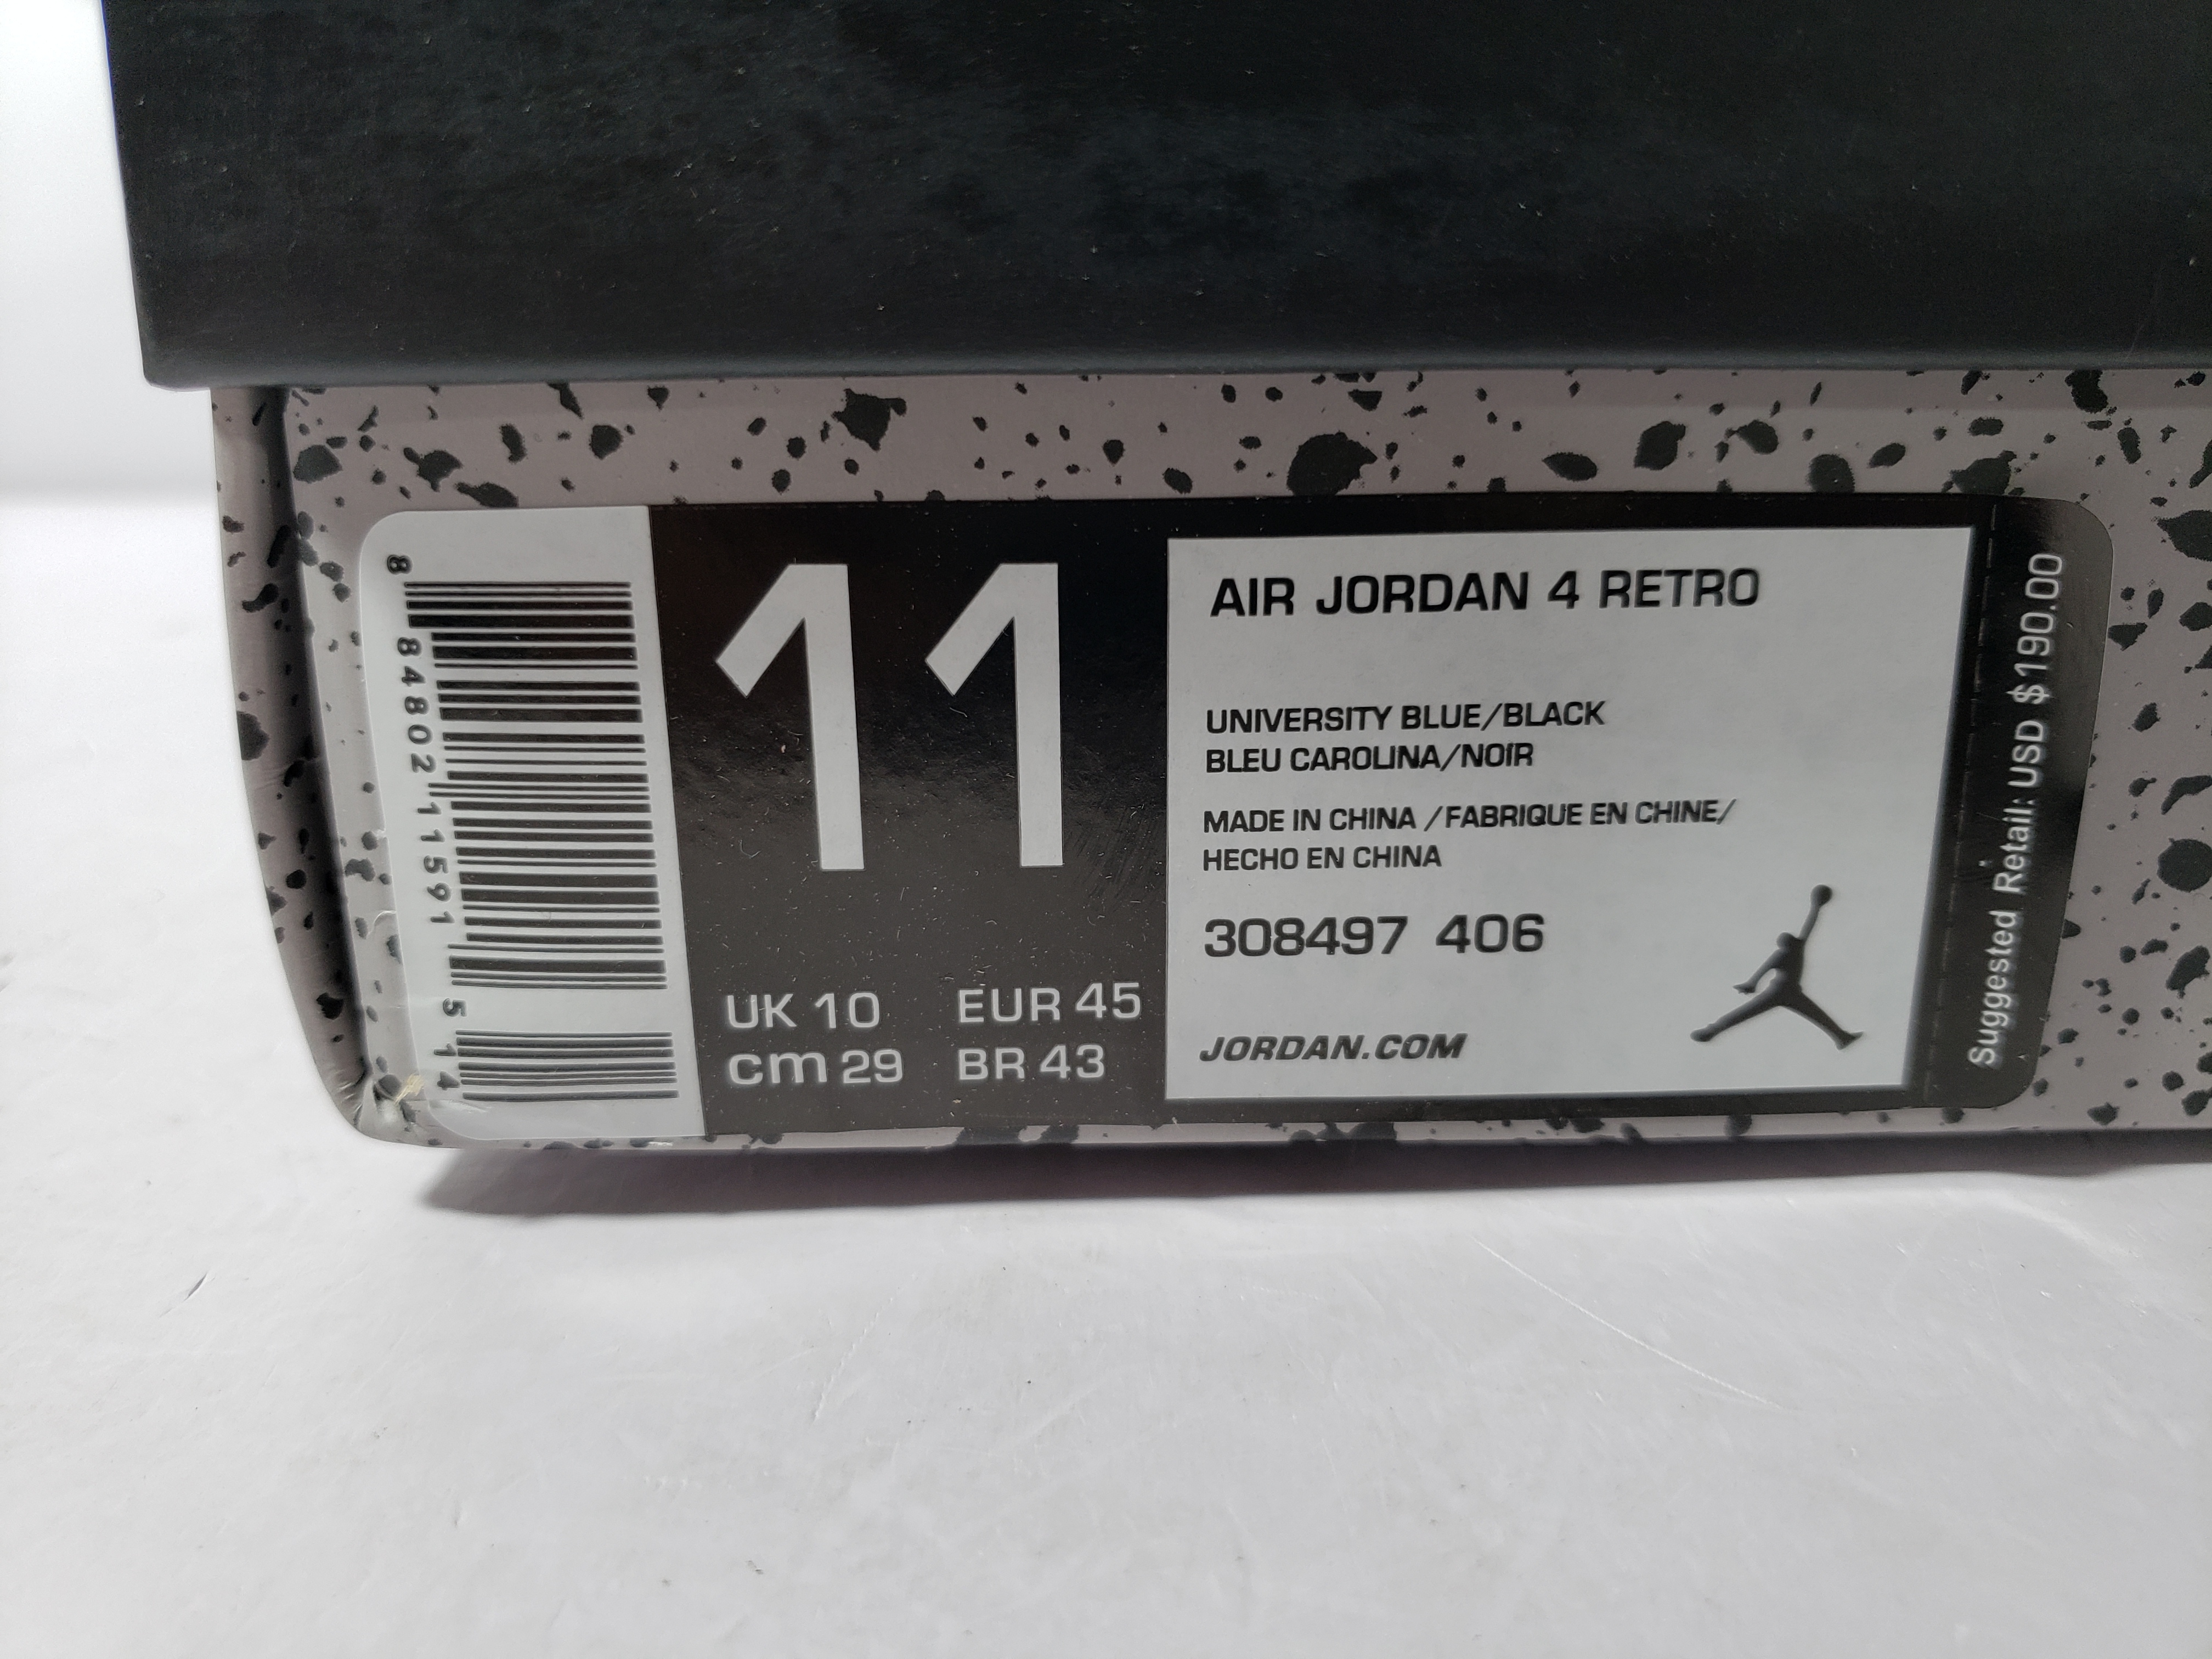 8 84802 11591 5 14
11
UK 10 EUR 45
cm 29 BR 43
AIR JORDAN 4 RETRO
UNIVERSITY BLUE/BLACK
BLEU CAROLINA/NOIR
MADE IN CHINA /FABRIQUE EN CHINE/
HECHO EN CHINA
308497 406
JORDAN.COM
Suggested Retail: USD $190.00